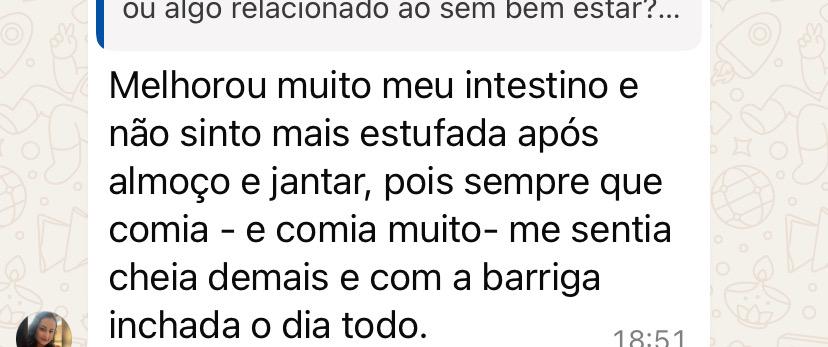 ou algo relacionado ao sem bem estar?...
Melhorou muito meu intestino e
não sinto mais estufada após
almoço e jantar, pois sempre que
comia - e comia muito- me sentia
cheia demais e com a barriga
inchada o dia todo.
18:51